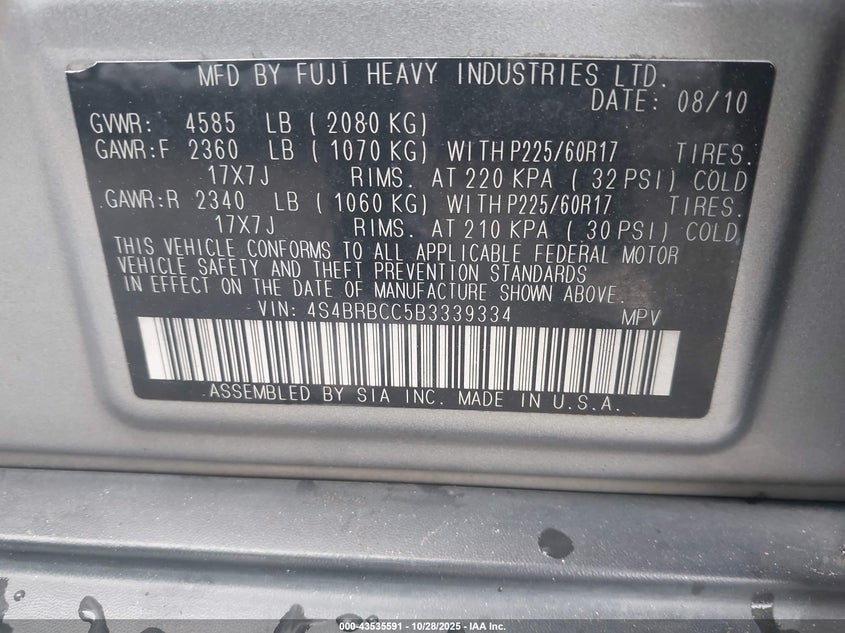 MFD BY FUJI HEAVY INDUSTRIES LTD.
DATE: 08/10
GVWR: 4585 LB ( 2080 KG)
GAWR:F 2360 LB ( 1070 KG) WITH P225/60R17 TIRES.
17X7J RIMS. AT 220 KPA ( 32 PSI) COLD
GAWR:R 2340 LB ( 1060 KG) WITH P225/60R17 TIRES.
17X7J RIMS. AT 210 KPA ( 30 PSI) COLD.
THIS VEHICLE CONFORMS TO ALL APPLICABLE FEDERAL MOTOR
VEHICLE SAFETY AND THEFT PREVENTION STANDARDS
IN EFFECT ON THE DATE OF MANUFACTURE SHOWN ABOVE.
VIN: 4S4BRBCC5B3339334 MPV
ASSEMBLED BY SIA INC. MADE IN U.S.A.
000-43535591 - 10/28/2025 - IAA Inc.